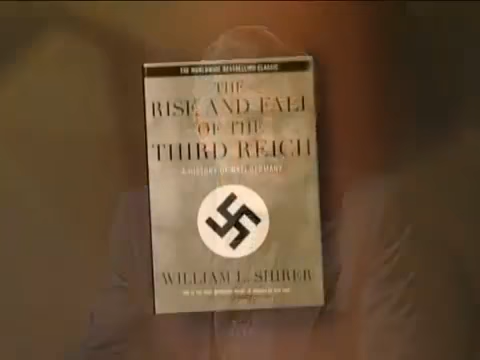 THE WORLDWIDE BESTSELLING CLASSIC
THE
RISE AND FALL
OF THE
THIRD REICH
A HISTORY OF NAZI GERMANY
WILLIAM L. SHIRER